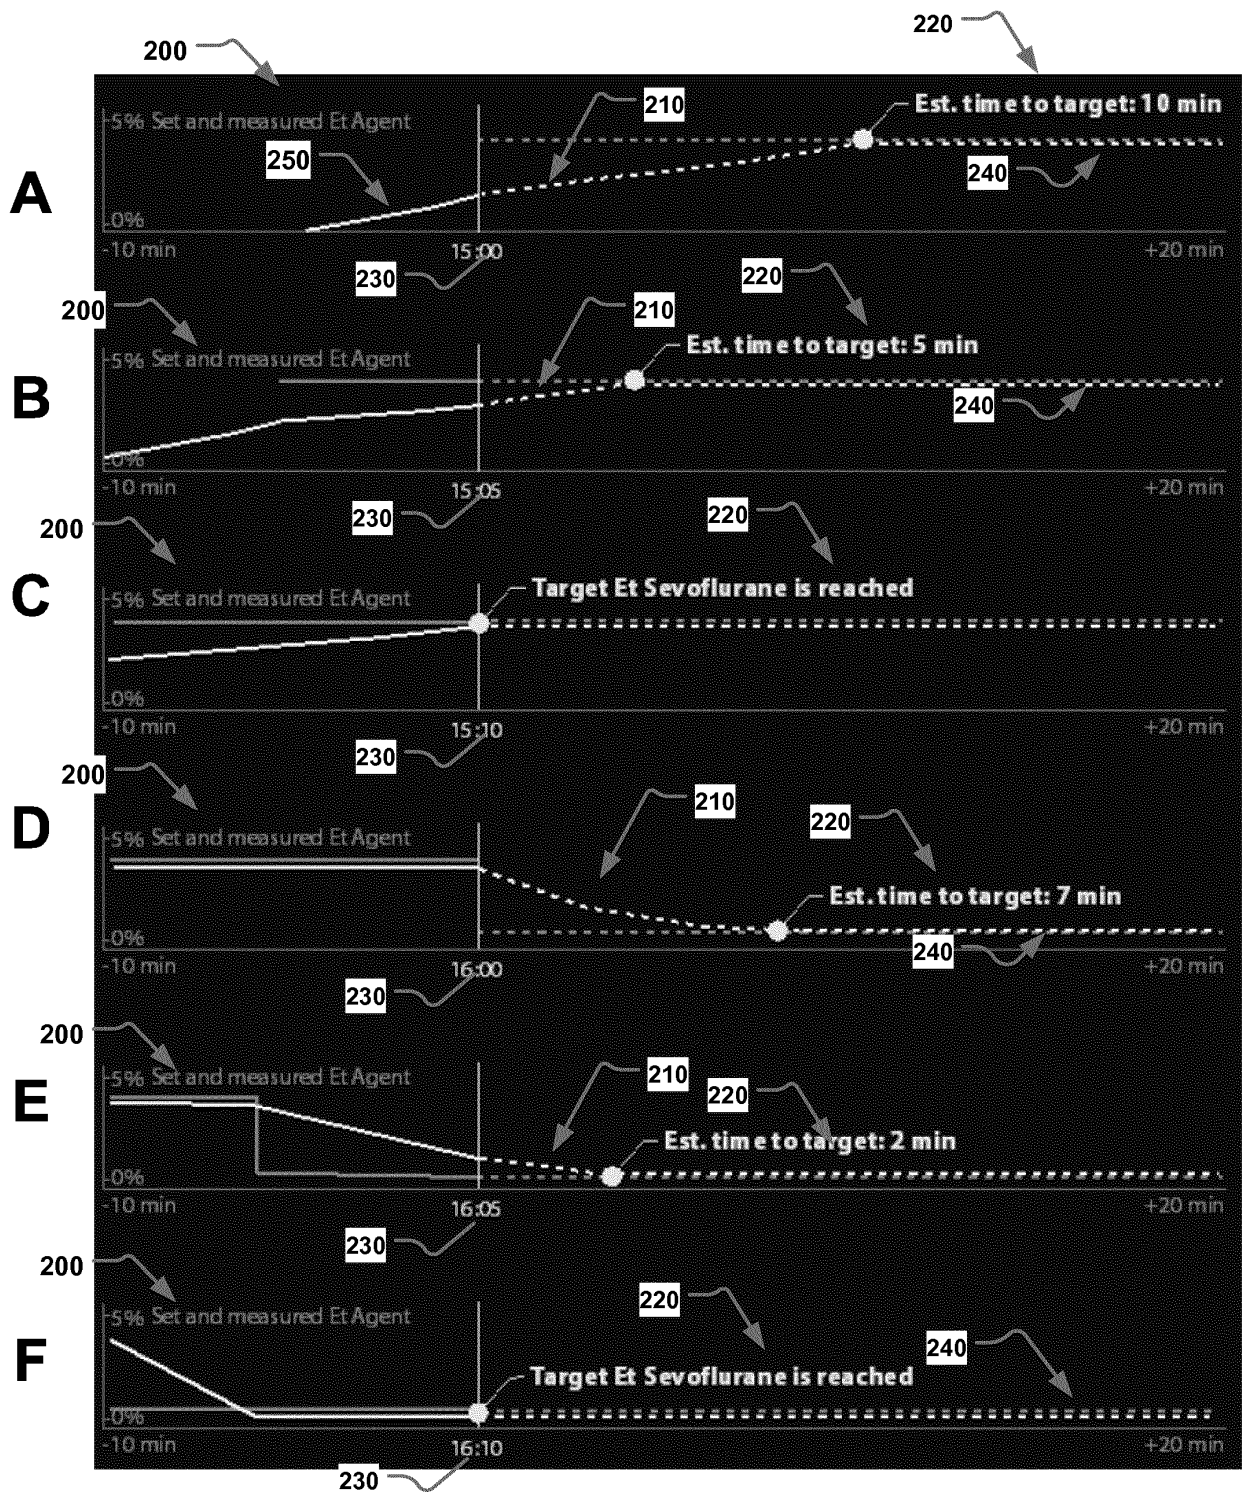 220
200
A
Est. time to target: 10 min
210
5% Set and measured Et Agent
250
240
0%
-10 min
15:00
+20 min
230
220
200
210
B
Est. time to target: 5 min
5% Set and measured Et Agent
240
0%
-10 min
15:05
+20 min
230
220
200
C
Target Et Sevoflurane is reached
5% Set and measured Et Agent
0%
-10 min
15:10
+20 min
230
200
210
220
D
5% Set and measured Et Agent
Est. time to target: 7 min
0%
240
-10 min
16:00
+20 min
230
200
210
220
E
5% Set and measured Et Agent
Est. time to target: 2 min
0%
-10 min
16:05
+20 min
230
200
220
5% Set and measured Et Agent
240
F
Target Et Sevoflurane is reached
0%
-10 min
16:10
+20 min
230